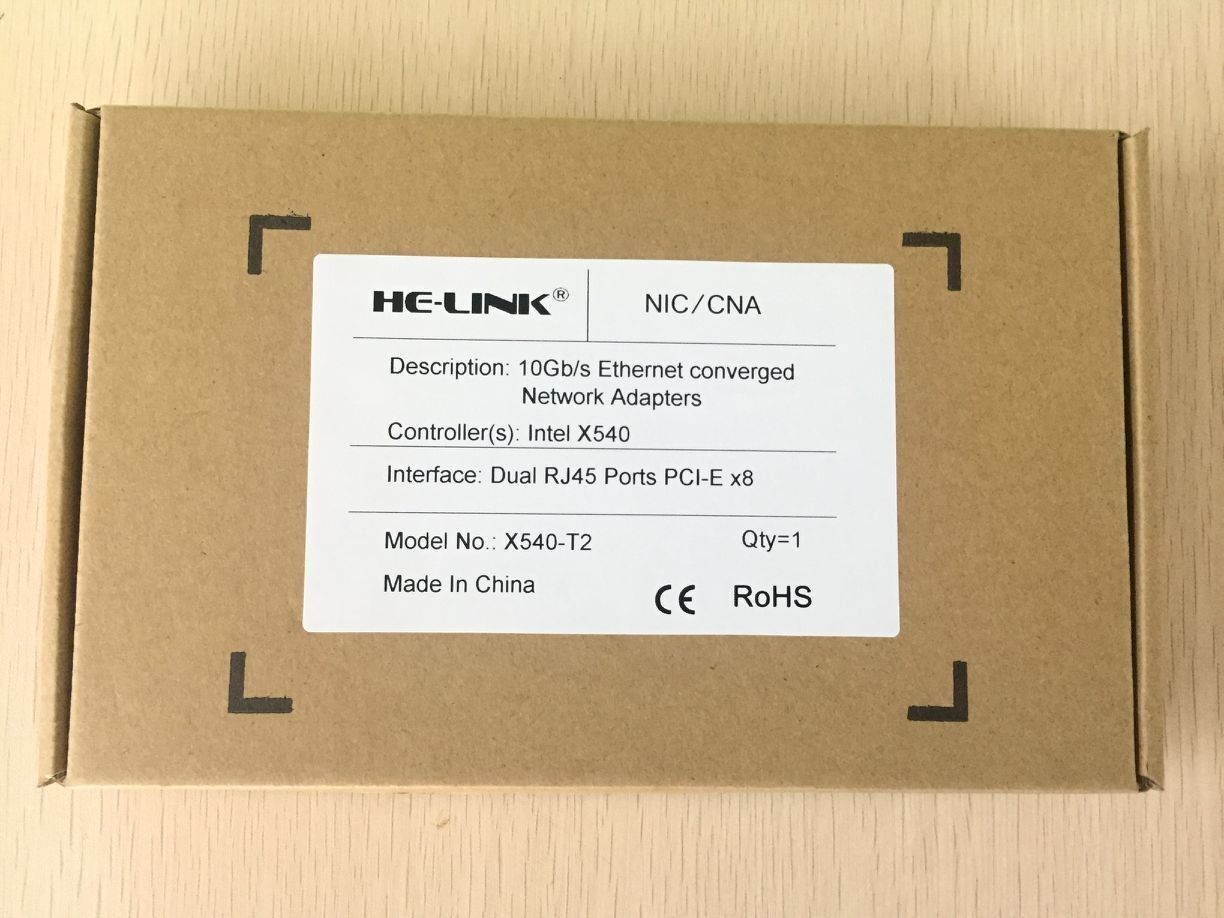 HE-LINK®
NIC/CNA
Description: 10Gb/s Ethernet converged
Network Adapters
Controller(s): Intel X540
Interface: Dual RJ45 Ports PCI-E x8
Model No.: X540-T2 Qty=1
Made In China
CE RoHS